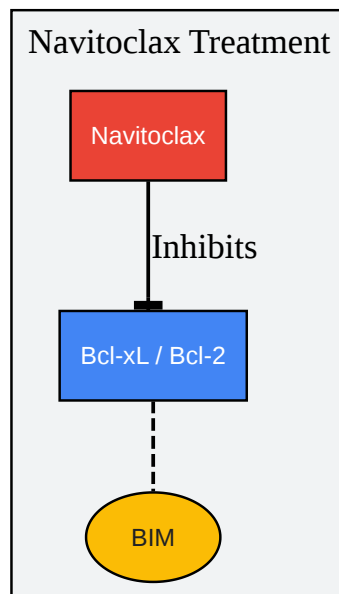 Navitoclax Treatment
Navitoclax
Inhibits
Bcl-xL / Bcl-2
BIM